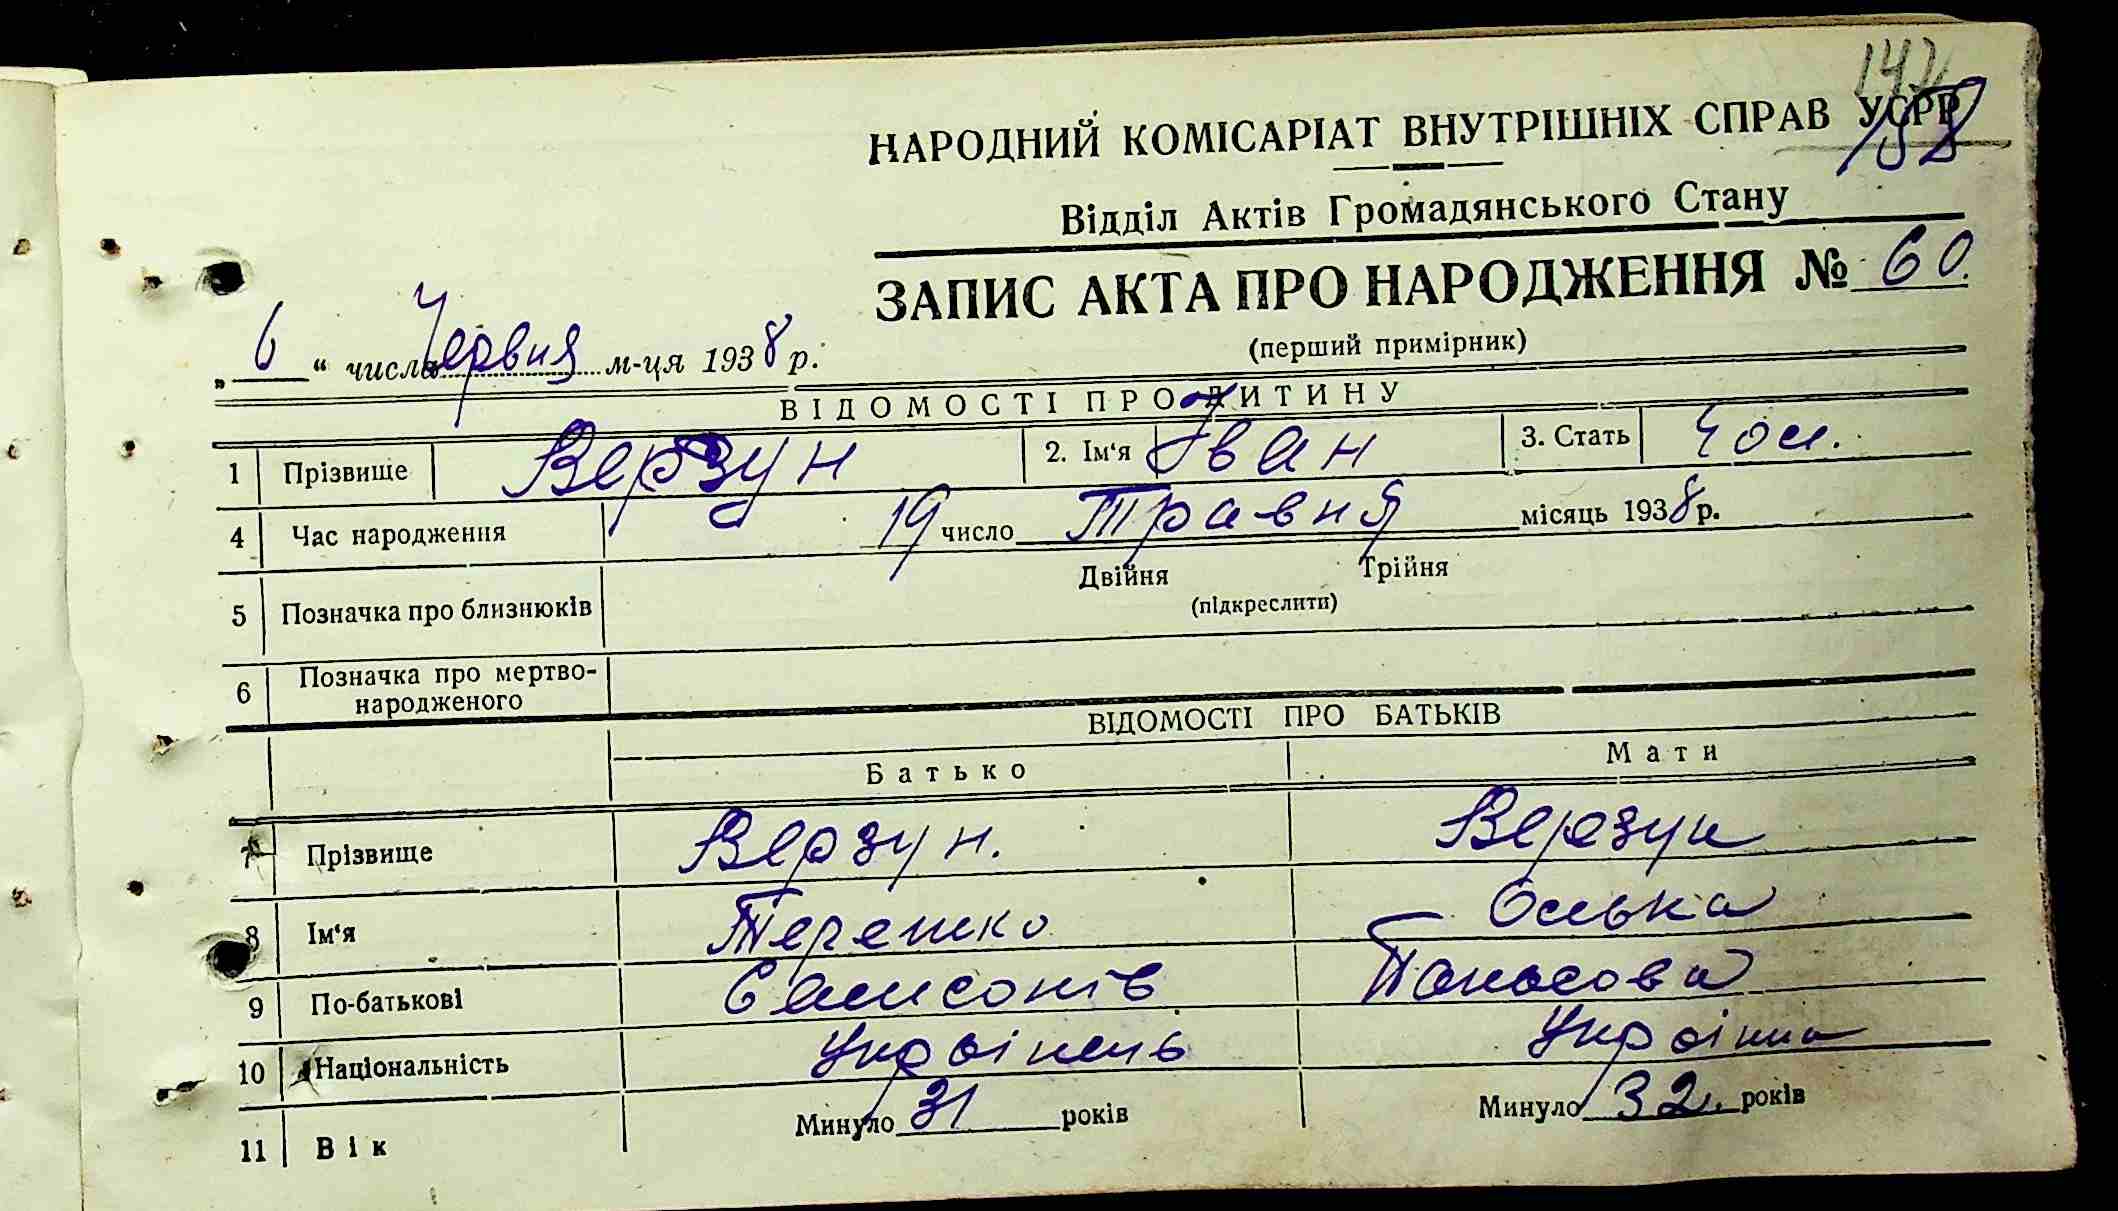 142
НАРОДНИЙ КОМІСАРІАТ ВНУТРІШНІХ СПРАВ УСРР
158
Відділ Актів Громадянського Стану
ЗАПИС АКТА ПРО НАРОДЖЕННЯ № 60.
(перший примірник)
„ 6 “ числа Червня м-ця 1938 р.
ВІДОМОСТІ ПРО ДИТИНУ
1 Прізвище Верзун 2. Ім‘я Іван 3. Стать Чол.
4 Час народження 19 число Травня місяць 1938 р.
5 Позначка про близнюків Двійня Трійня
(підкреслити)
6 Позначка про мертво-
народженого
ВІДОМОСТІ ПРО БАТЬКІВ
Батько Мати
7 Прізвище Верзун. Верзун
8 Ім‘я Терешко Олька
9 По-батькові Самсонів Панасова
10 Національність Українець Українка
11 Вік Минуло 31 років Минуло 32. років